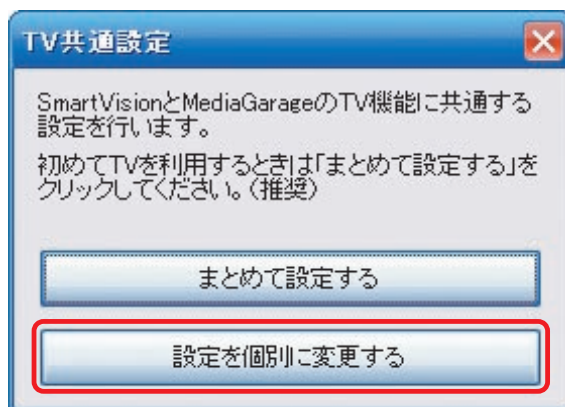 TV共通設定
SmartVisionとMediaGarageのTV機能に共通する
設定を行います。
初めてTVを利用するときは「まとめて設定する」を
クリックしてください。(推奨)
まとめて設定する
設定を個別に変更する